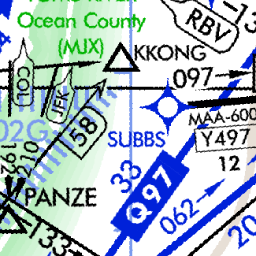 Ocean County
(MJX)
RBV
KKONG
097
COL
JFK
58
SUBBS
MAA-600
Y497
12
210
PANZE
33
Q97
062
133
20